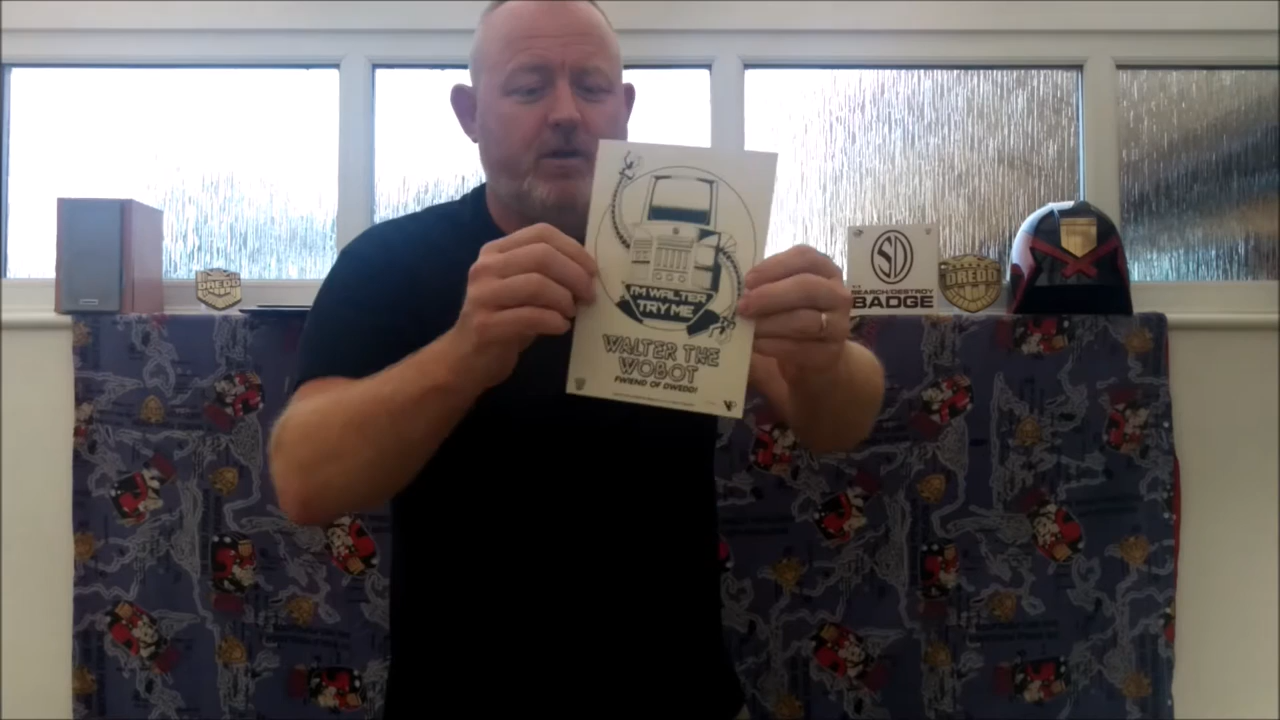 I'M WALTER
TRY ME
WALTER THE
WOBOT
FWIEND OF DWEDD!
DREDD
SD
SEARCH/DESTROY
BADGE
DREDD